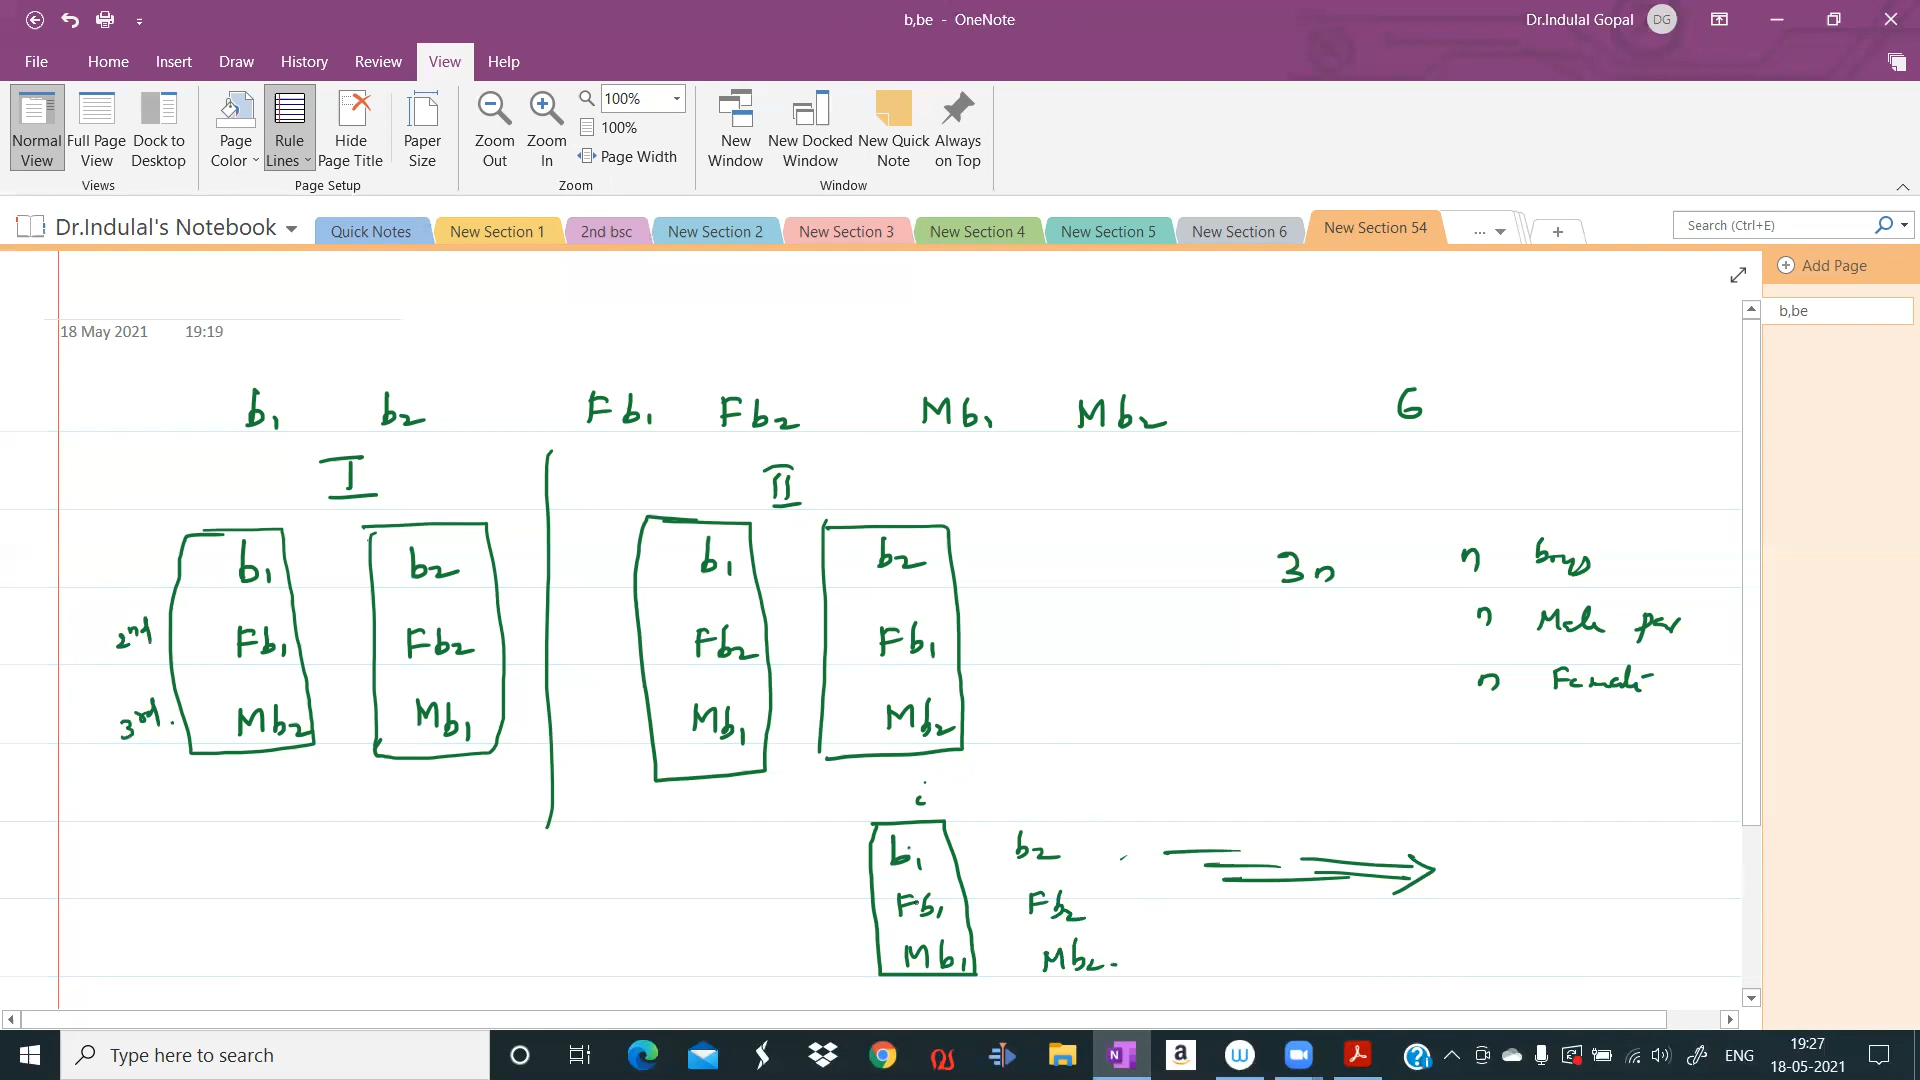 b,be - OneNote
Dr.Indulal Gopal DG
File Home Insert Draw History Review View Help
Normal View Full Page View Dock to Desktop Page Color Rule Lines Hide Page Title Paper Size Zoom Out Zoom In 100% 100% Page Width New Window New Docked Window New Quick Note Always on Top
Views Page Setup Zoom Window
Dr.Indulal's Notebook Quick Notes New Section 1 2nd bsc New Section 2 New Section 3 New Section 4 New Section 5 New Section 6 New Section 54 ... Search (Ctrl+E)
Add Page
b,be
18 May 2021 19:19
b1 b2 Fb1 Fb2 Mb1 Mb2 6
I II
b1 b2 b1 b2 3n n boys
2nd Fb1 Fb2 Fb2 Fb1 n Male par
3rd. Mb2 Mb1 Mb1 Mb2 n Female
i
b1 b2
Fb1 Fb2
Mb1 Mb2.
Type here to search
ENG 19:27
18-05-2021